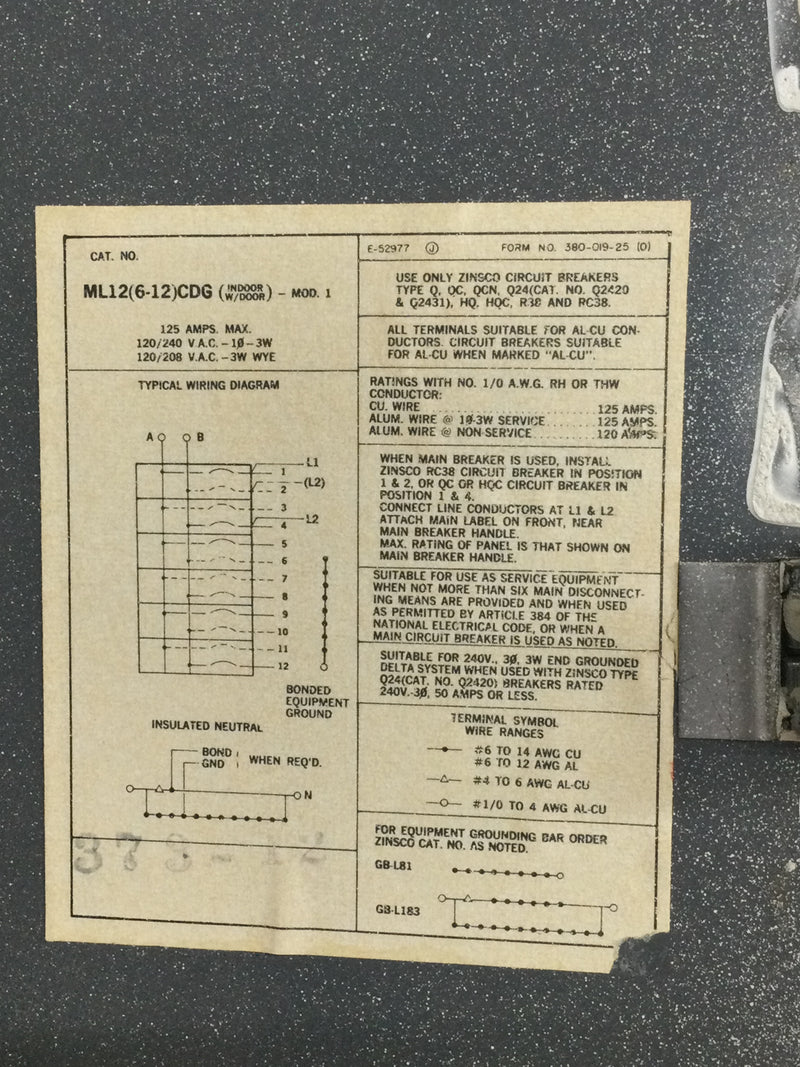 CAT. NO.
ML12(6-12)CDG (INDOOR W/DOOR) - MOD. 1
125 AMPS. MAX.
120/240 V.A.C. - 1Ø - 3W
120/208 V.A.C. - 3W WYE
TYPICAL WIRING DIAGRAM
A B
L1
1
(L2)
2
3
L2
4
5
6
7
8
9
10
11
12
BONDED
EQUIPMENT
GROUND
INSULATED NEUTRAL
BOND
GND
WHEN REQ'D.
N
E-52977 J FORM NO. 380-019-25 (O)
USE ONLY ZINSCO CIRCUIT BREAKERS
TYPE Q, QC, QCN, Q24(CAT. NO. Q2420
& Q2431), HQ. HQC, R38 AND RC38.
ALL TERMINALS SUITABLE FOR AL-CU CON-
DUCTORS. CIRCUIT BREAKERS SUITABLE
FOR AL-CU WHEN MARKED "AL-CU".
RATINGS WITH NO. 1/0 A.W.G. RH OR THW
CONDUCTOR:
CU. WIRE ................ 125 AMPS.
ALUM. WIRE @ 1Ø-3W SERVICE ....... 125 AMPS.
ALUM. WIRE @ NON-SERVICE ........ 120 AMPS.
WHEN MAIN BREAKER IS USED, INSTALL
ZINSCO RC38 CIRCUIT BREAKER IN POSITION
1 & 2, OR QC OR HQC CIRCUIT BREAKER IN
POSITION 1 & 4.
CONNECT LINE CONDUCTORS AT L1 & L2
ATTACH MAIN LABEL ON FRONT, NEAR
MAIN BREAKER HANDLE.
MAX. RATING OF PANEL IS THAT SHOWN ON
MAIN BREAKER HANDLE.
SUITABLE FOR USE AS SERVICE EQUIPMENT
WHEN NOT MORE THAN SIX MAIN DISCONNECT-
ING MEANS ARE PROVIDED AND WHEN USED
AS PERMITTED BY ARTICLE 384 OF THE
NATIONAL ELECTRICAL CODE, OR WHEN A
MAIN CIRCUIT BREAKER IS USED AS NOTED.
SUITABLE FOR 240V., 3Ø, 3W END GROUNDED
DELTA SYSTEM WHEN USED WITH ZINSCO TYPE
Q24(CAT. NO. Q2420) BREAKERS RATED
240V.-3Ø, 50 AMPS OR LESS.
TERMINAL SYMBOL
WIRE RANGES
#6 TO 14 AWG CU
#6 TO 12 AWG AL
#4 TO 6 AWG AL-CU
#1/0 TO 4 AWG AL-CU
FOR EQUIPMENT GROUNDING BAR ORDER
ZINSCO CAT. NO. AS NOTED.
GB-L81
GB-L183